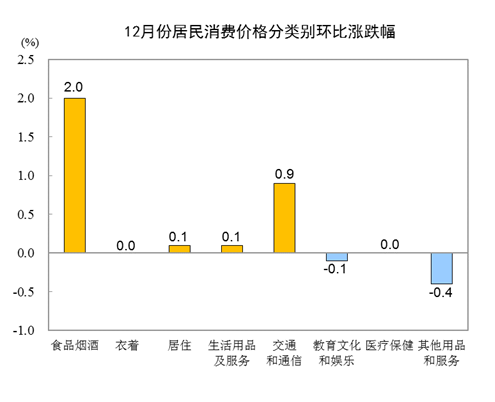 12月份居民消费价格分类别环比涨跌幅
(%)
2.5
2.0
1.5
1.0
0.5
0.0
-0.5
-1.0
2.0
0.0
0.1
0.1
0.9
-0.1
0.0
-0.4
食品烟酒
衣着
居住
生活用品
及服务
交通
和通信
教育文化
和娱乐
医疗保健
其他用品
和服务